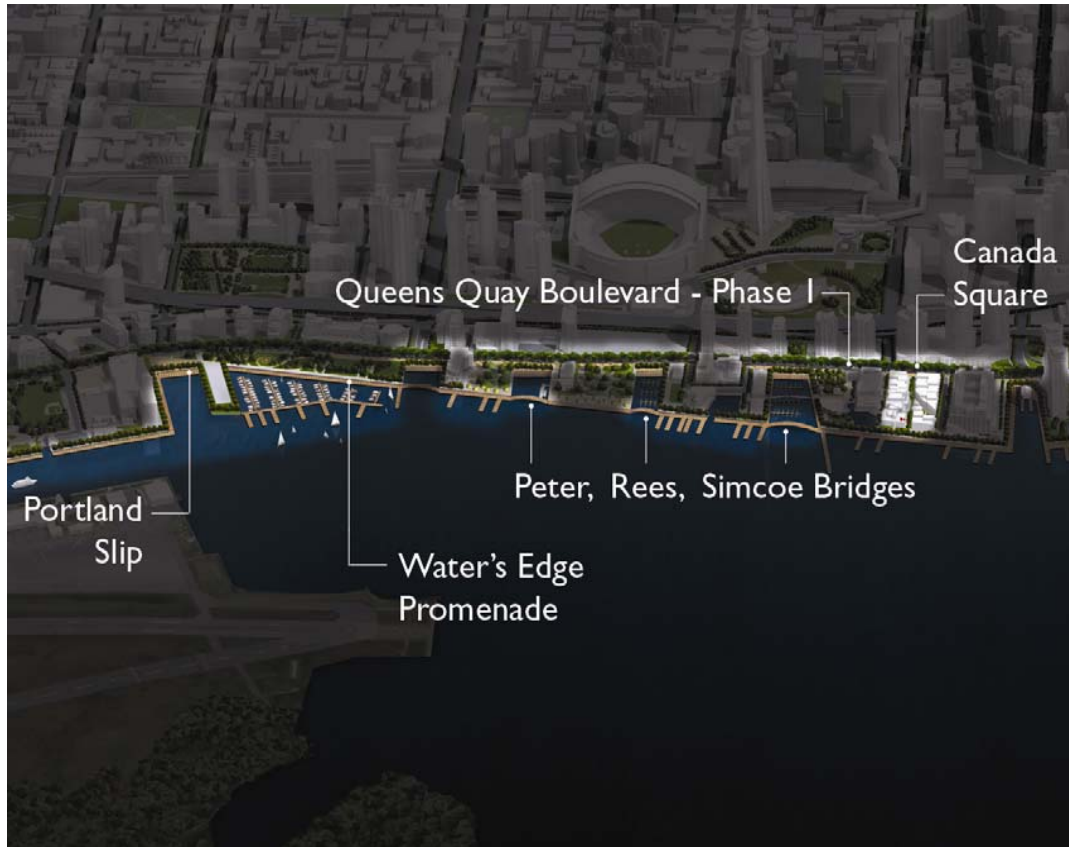 Canada
Square
Queens Quay Boulevard - Phase 1
Peter, Rees, Simcoe Bridges
Portland
Slip
Water's Edge
Promenade